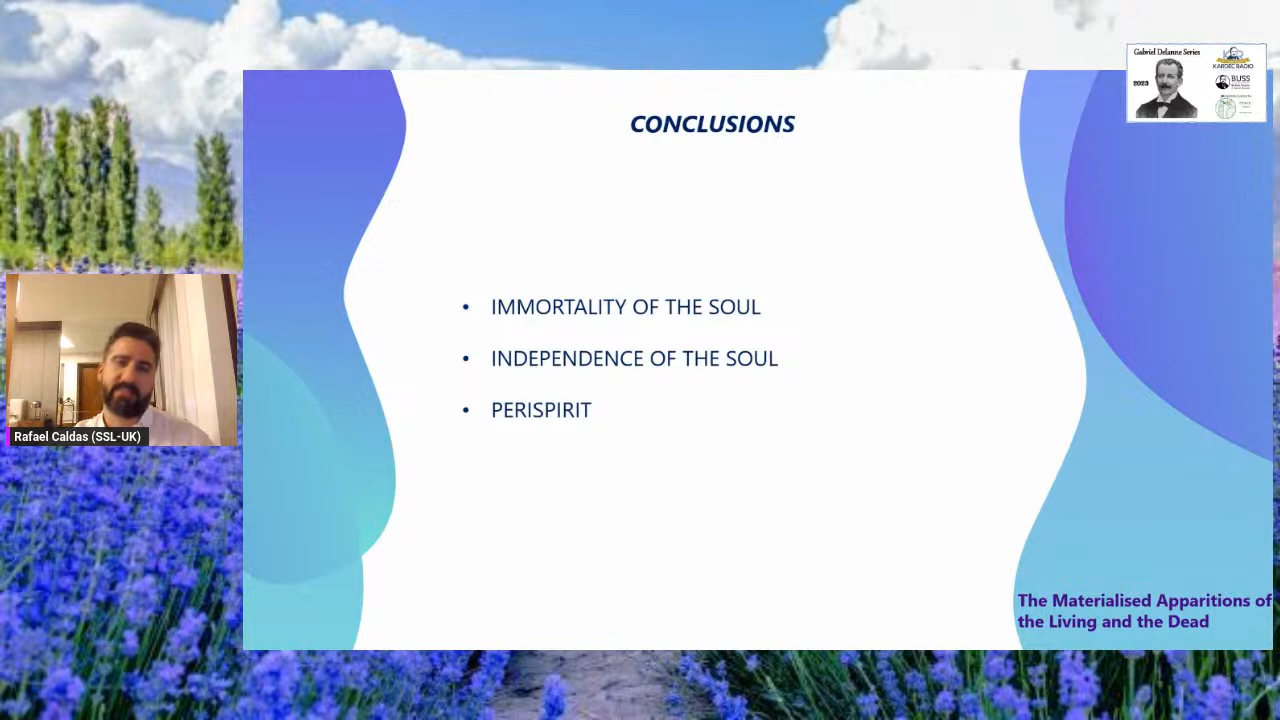 Gabriel Delanne Series
2023
KARDEC RADIO
BUSS
CONCLUSIONS
• IMMORTALITY OF THE SOUL
• INDEPENDENCE OF THE SOUL
• PERISPIRIT
Rafael Caldas (SSL-UK)
The Materialised Apparitions of
the Living and the Dead